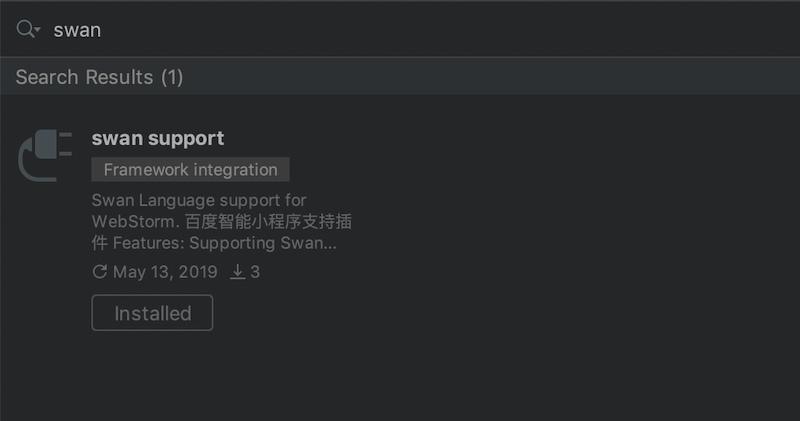 swan
Search Results (1)
swan support
Framework integration
Swan Language support for
WebStorm. 百度智能小程序支持插
件 Features: Supporting Swan...
May 13, 2019 3
Installed